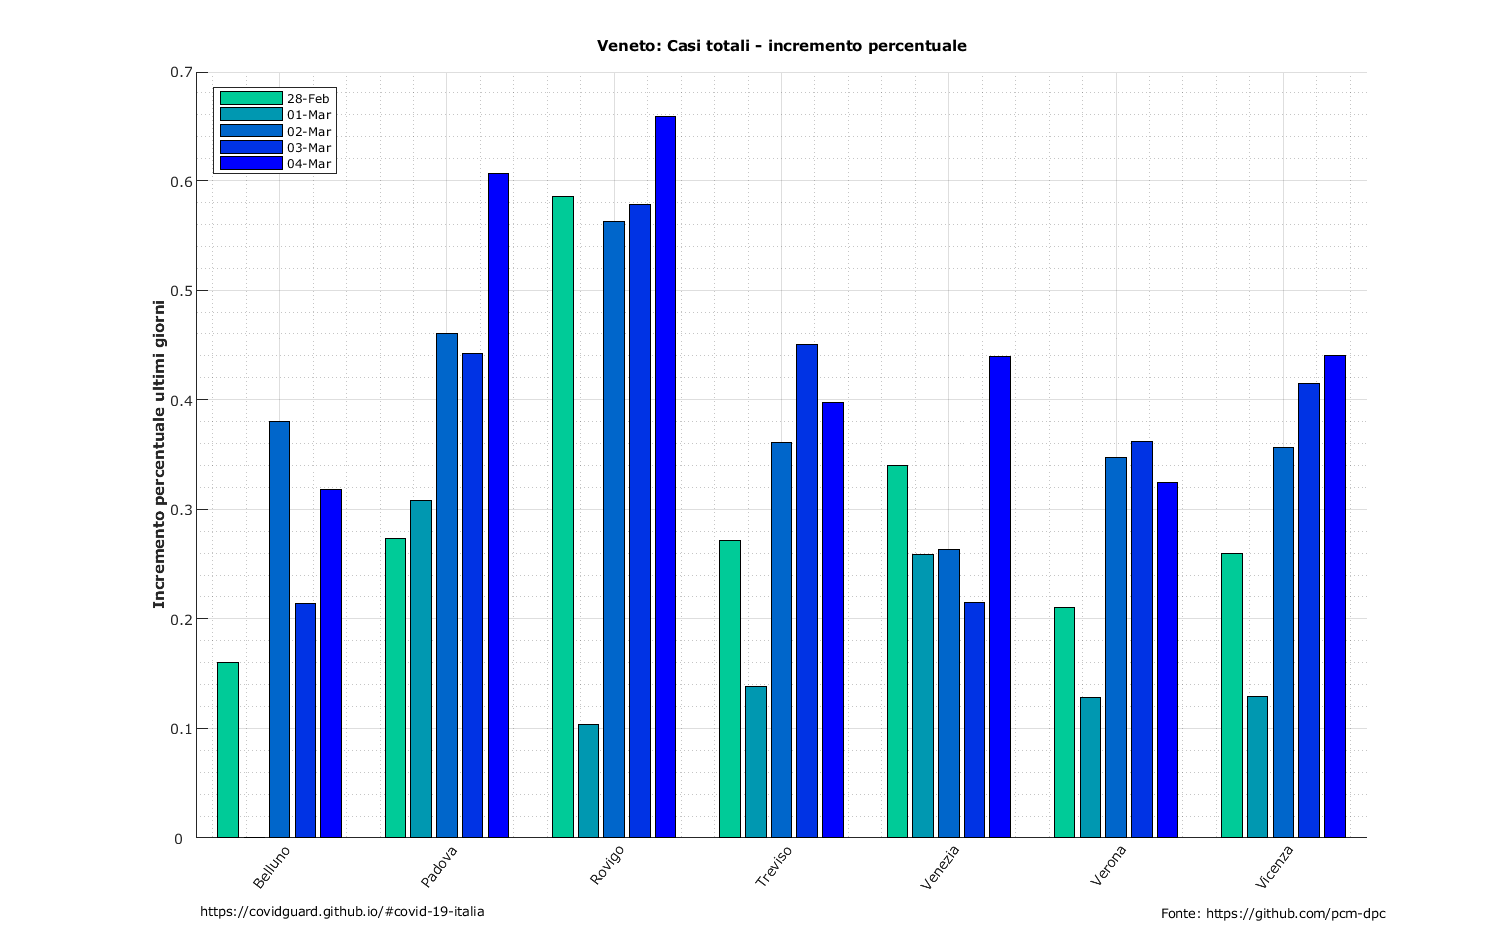 Veneto: Casi totali - incremento percentuale
0.7
0.6
0.5
0.4
0.3
0.2
0.1
0
Incremento percentuale ultimi giorni
28-Feb
01-Mar
02-Mar
03-Mar
04-Mar
Belluno
Padova
Rovigo
Treviso
Venezia
Verona
Vicenza
https://covidguard.github.io/#covid-19-italia
Fonte: https://github.com/pcm-dpc